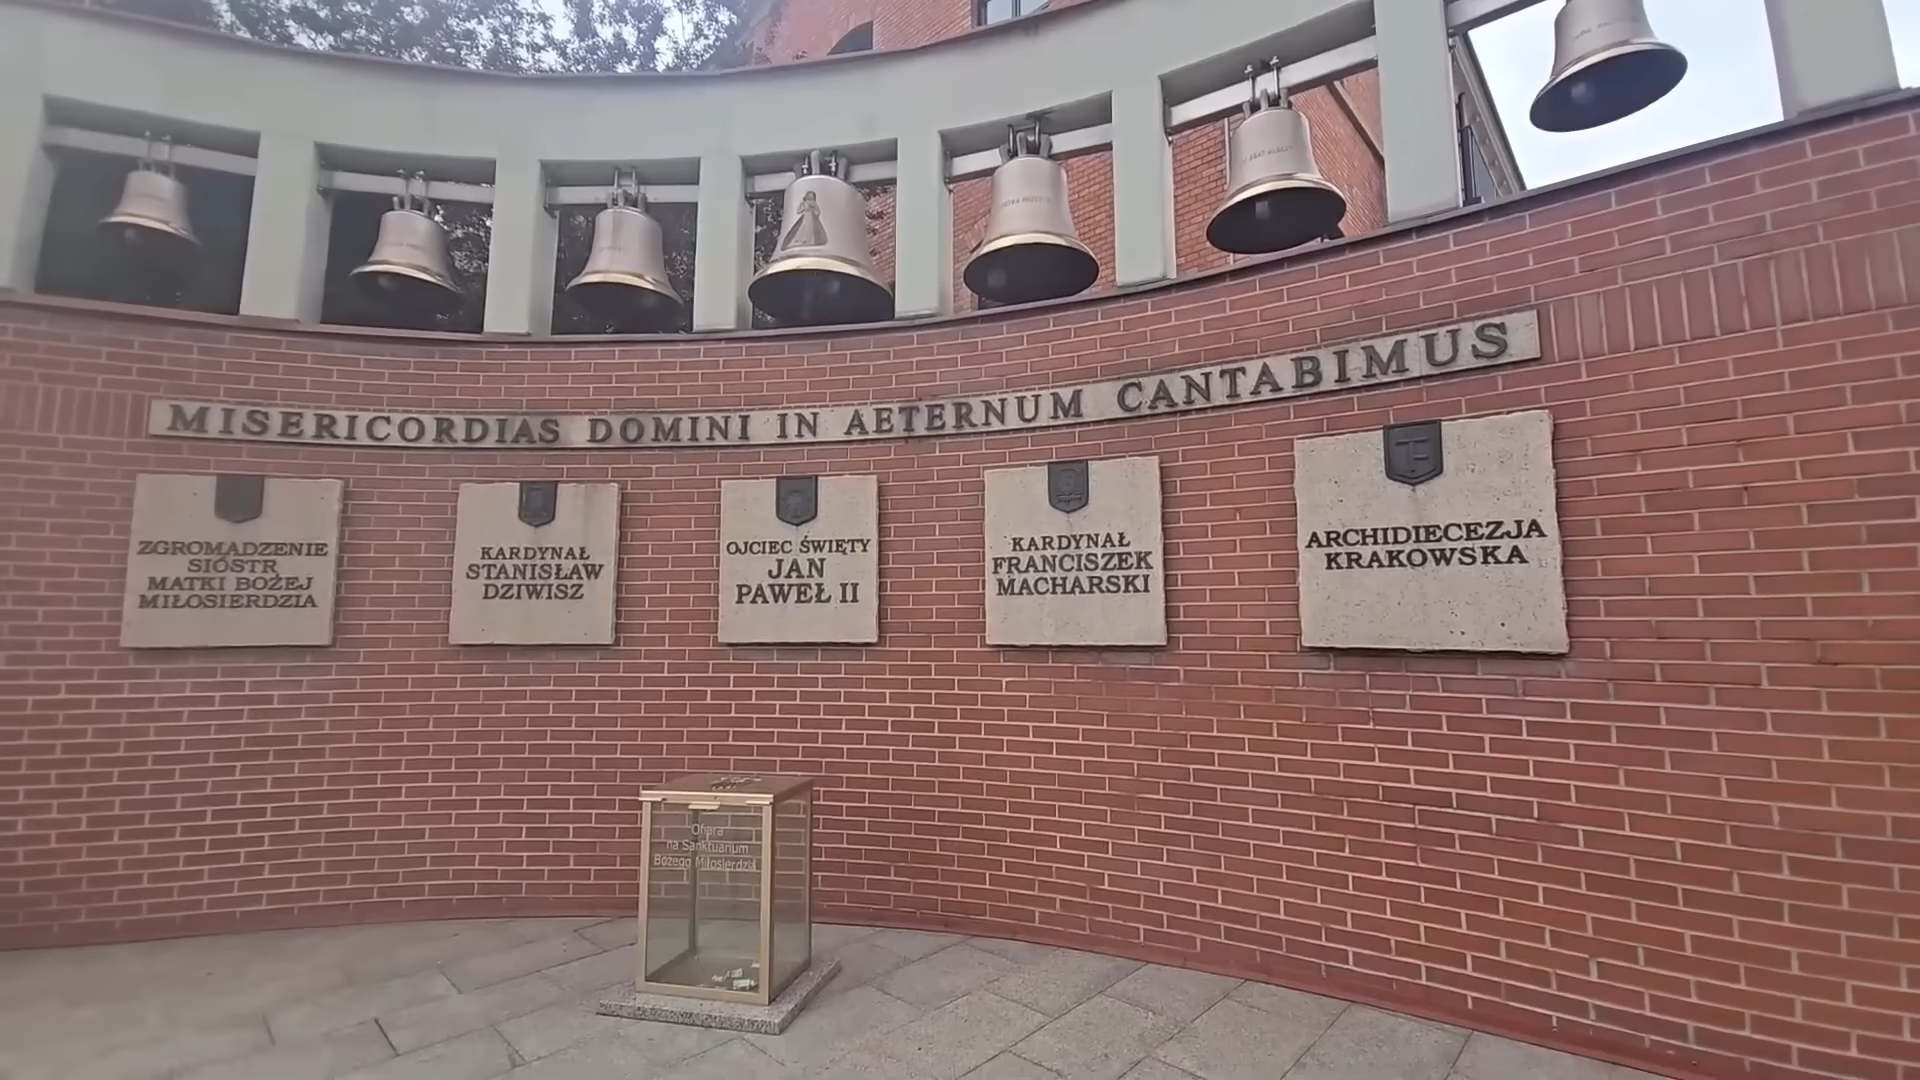 MISERICORDIAS DOMINI IN AETERNUM CANTABIMUS
ZGROMADZENIE
SIÓSTR
MATKI BOŻEJ
MIŁOSIERDZIA
KARDYNAŁ
STANISŁAW
DZIWISZ
OJCIEC ŚWIĘTY
JAN
PAWEŁ II
KARDYNAŁ
FRANCISZEK
MACHARSKI
ARCHIDIECEZJA
KRAKOWSKA
Ofiara
na Sanktuarium
Bożego Miłosierdzia